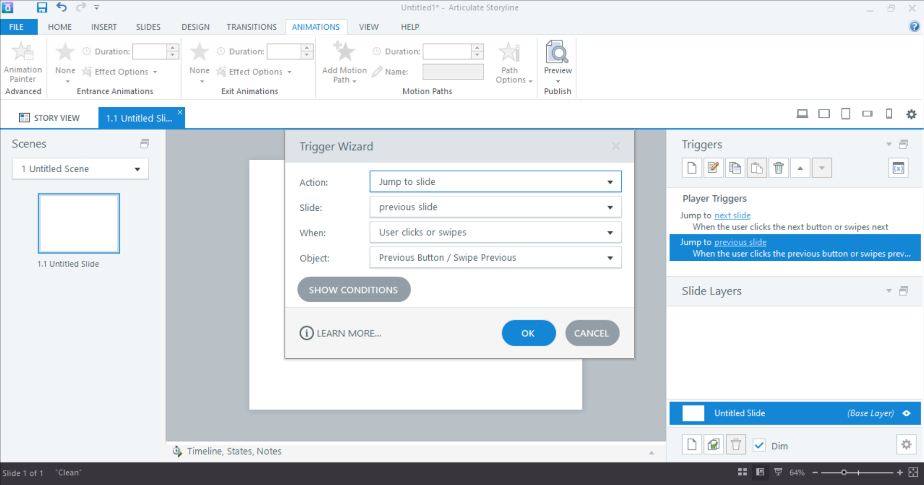 Untitled1* - Articulate Storyline
FILE HOME INSERT SLIDES DESIGN TRANSITIONS ANIMATIONS VIEW HELP
Animation Painter
Advanced
None
Duration:
Effect Options
Entrance Animations
None
Duration:
Effect Options
Exit Animations
Add Motion Path
Duration:
Name:
Path Options
Motion Paths
Preview
Publish
STORY VIEW
1.1 Untitled Sli...
Scenes
1 Untitled Scene
1.1 Untitled Slide
Trigger Wizard
Action: Jump to slide
Slide: previous slide
When: User clicks or swipes
Object: Previous Button / Swipe Previous
SHOW CONDITIONS
LEARN MORE...
OK
CANCEL
Timeline, States, Notes
Triggers
Player Triggers
Jump to next slide
When the user clicks the next button or swipes next
Jump to previous slide
When the user clicks the previous button or swipes prev...
Slide Layers
Untitled Slide (Base Layer)
Dim
Slide 1 of 1 "Clean"
64%